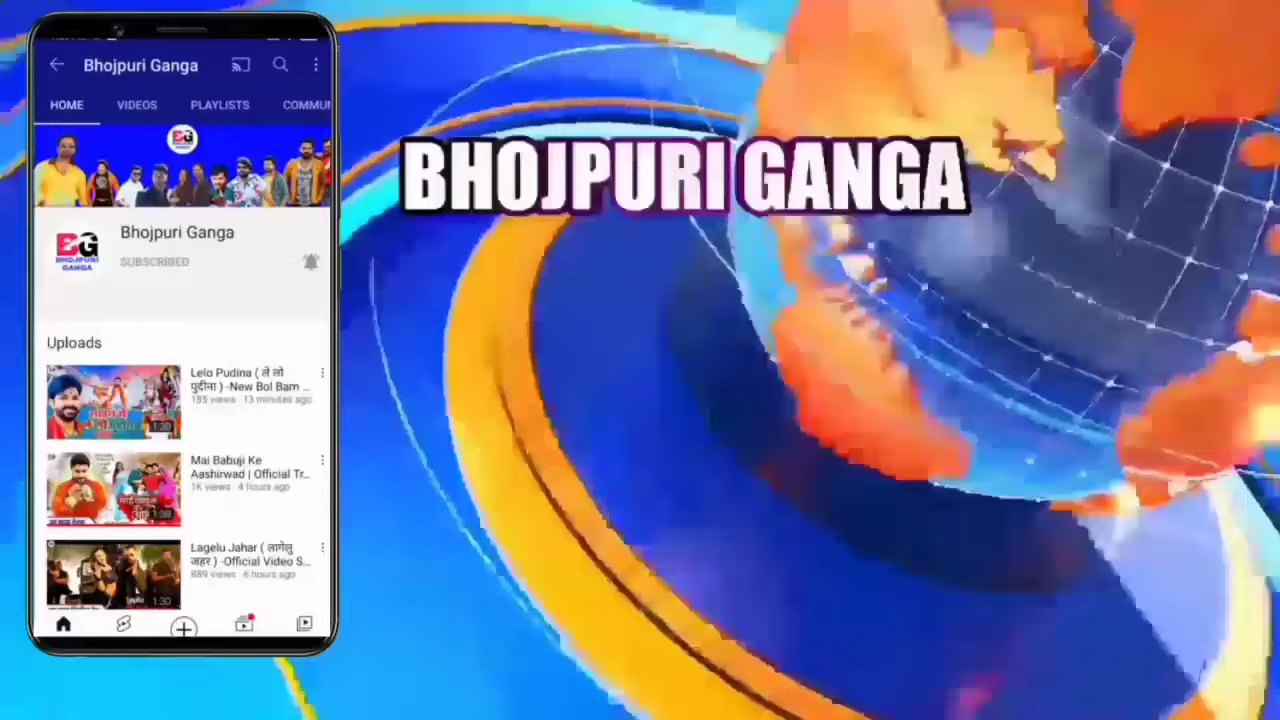 Bhojpuri Ganga
HOME VIDEOS PLAYLISTS COMMUN
BG
BHOJPURI GANGA
BG
BHOJPURI
GANGA
Bhojpuri Ganga
SUBSCRIBED
Uploads
Lelo Pudina ( ले लो
पुदीना ) -New Bol Bam ...
185 views 13 minutes ago
1:30
Mai Babuji Ke
Aashirwad | Official Tr...
1K views 4 hours ago
1:38
Lagelu Jahar ( लागेलु
जहर ) -Official Video S...
889 views 6 hours ago
1:30